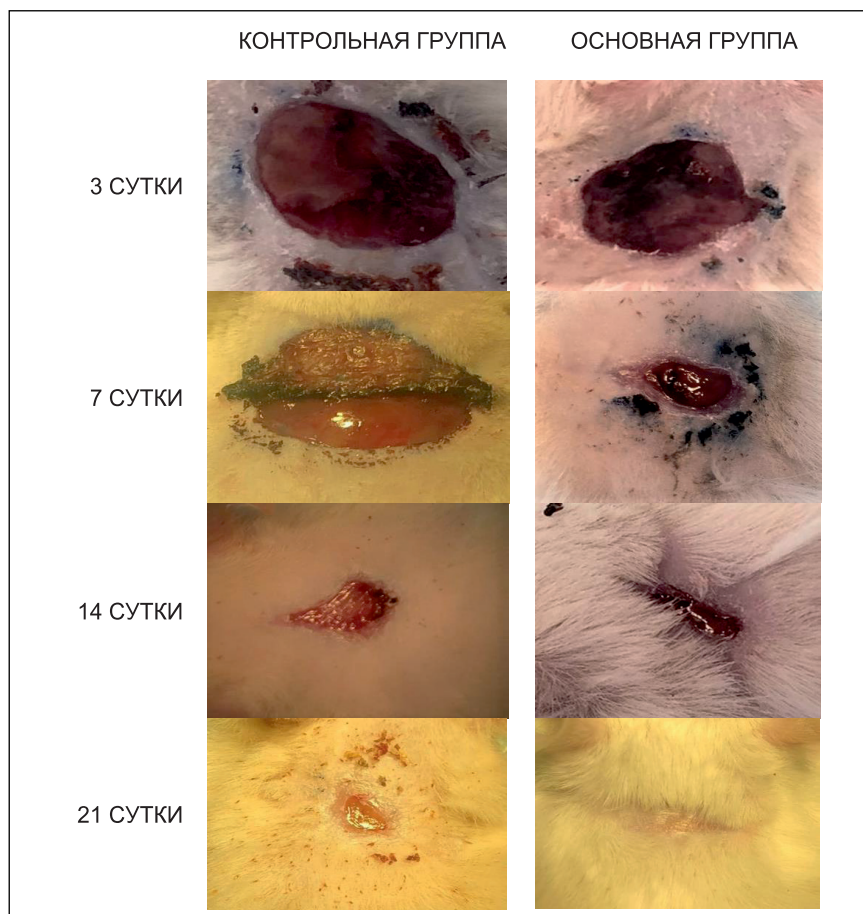 КОНТРОЛЬНАЯ ГРУППА
ОСНОВНАЯ ГРУППА
3 СУТКИ
7 СУТКИ
14 СУТКИ
21 СУТКИ